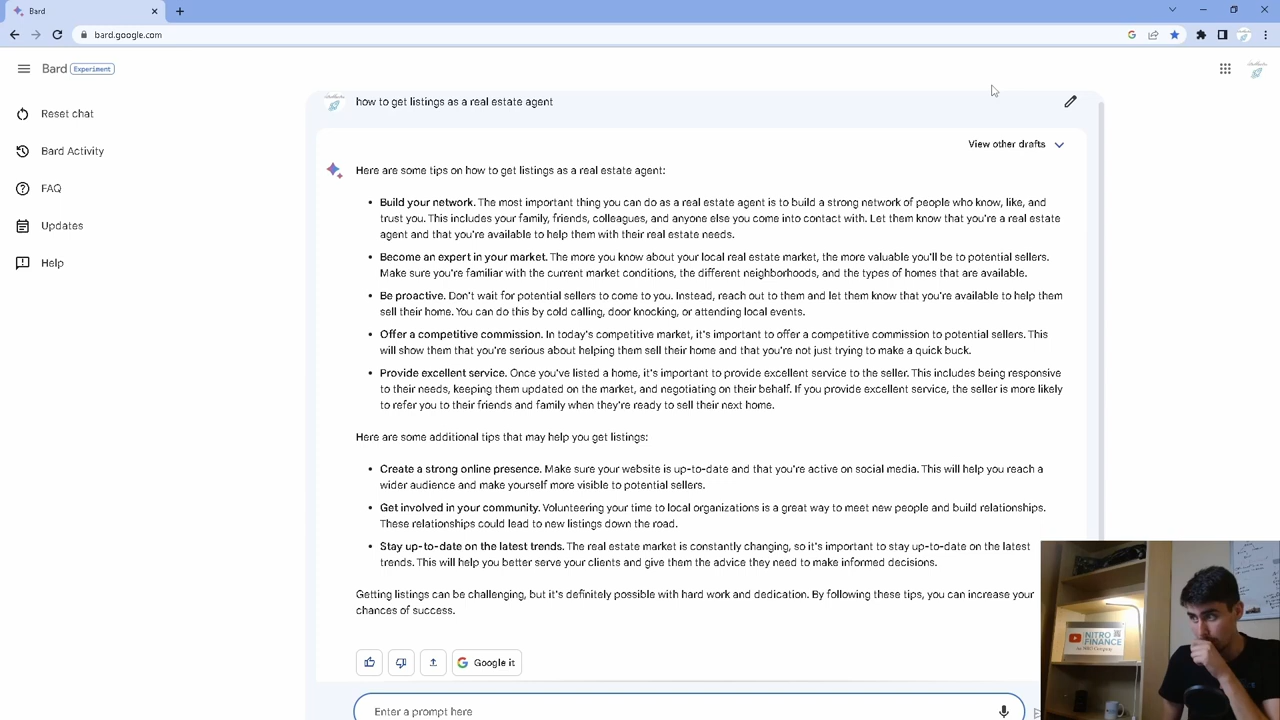 Bard
bard.google.com
Bard Experiment
Reset chat
Bard Activity
FAQ
Updates
Help
how to get listings as a real estate agent
View other drafts
Here are some tips on how to get listings as a real estate agent:
• Build your network. The most important thing you can do as a real estate agent is to build a strong network of people who know, like, and
trust you. This includes your family, friends, colleagues, and anyone else you come into contact with. Let them know that you're a real estate
agent and that you're available to help them with their real estate needs.
• Become an expert in your market. The more you know about your local real estate market, the more valuable you'll be to potential sellers.
Make sure you're familiar with the current market conditions, the different neighborhoods, and the types of homes that are available.
• Be proactive. Don't wait for potential sellers to come to you. Instead, reach out to them and let them know that you're available to help them
sell their home. You can do this by cold calling, door knocking, or attending local events.
• Offer a competitive commission. In today's competitive market, it's important to offer a competitive commission to potential sellers. This
will show them that you're serious about helping them sell their home and that you're not just trying to make a quick buck.
• Provide excellent service. Once you've listed a home, it's important to provide excellent service to the seller. This includes being responsive
to their needs, keeping them updated on the market, and negotiating on their behalf. If you provide excellent service, the seller is more likely
to refer you to their friends and family when they're ready to sell their next home.
Here are some additional tips that may help you get listings:
• Create a strong online presence. Make sure your website is up-to-date and that you're active on social media. This will help you reach a
wider audience and make yourself more visible to potential sellers.
• Get involved in your community. Volunteering your time to local organizations is a great way to meet new people and build relationships.
These relationships could lead to new listings down the road.
• Stay up-to-date on the latest trends. The real estate market is constantly changing, so it's important to stay up-to-date on the latest
trends. This will help you better serve your clients and give them the advice they need to make informed decisions.
Getting listings can be challenging, but it's definitely possible with hard work and dedication. By following these tips, you can increase your
chances of success.
Google it
Enter a prompt here
NITRO
FINANCE